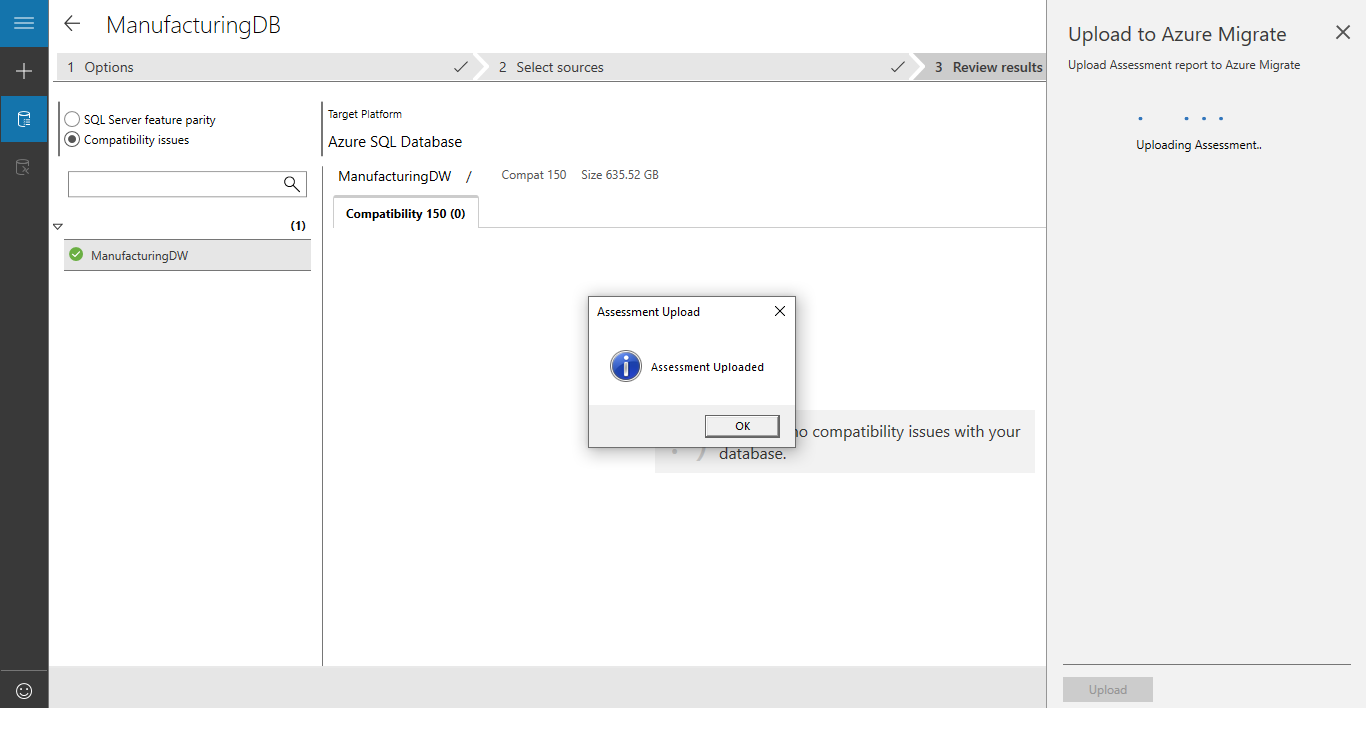 ManufacturingDB
1 Options
2 Select sources
3 Review results
SQL Server feature parity
Compatibility issues
(1)
ManufacturingDW
Target Platform
Azure SQL Database
ManufacturingDW / Compat 150 Size 635.52 GB
Compatibility 150 (0)
Assessment Upload
Assessment Uploaded
OK
no compatibility issues with your
database.
Upload to Azure Migrate
Upload Assessment report to Azure Migrate
Uploading Assessment..
Upload